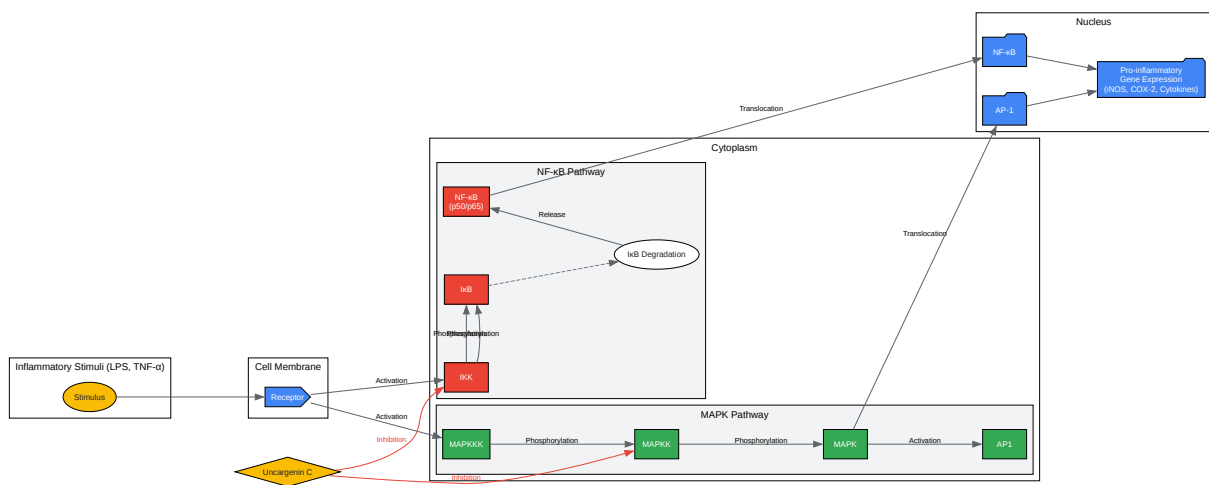 Nucleus
NF-κB
Pro-inflammatory
Gene Expression
(iNOS, COX-2, Cytokines)
AP-1
Translocation
Cytoplasm
NF-κB Pathway
NF-κB
(p50/p65)
Release
IκB Degradation
Translocation
IκB
Phosphorylation
Phosphorylation
Inflammatory Stimuli (LPS, TNF-α)
Stimulus
Cell Membrane
Receptor
Activation
IKK
Activation
MAPK Pathway
MAPKKK
Phosphorylation
MAPKK
Phosphorylation
MAPK
Activation
AP1
Inhibition
Uncargenin C
Inhibition